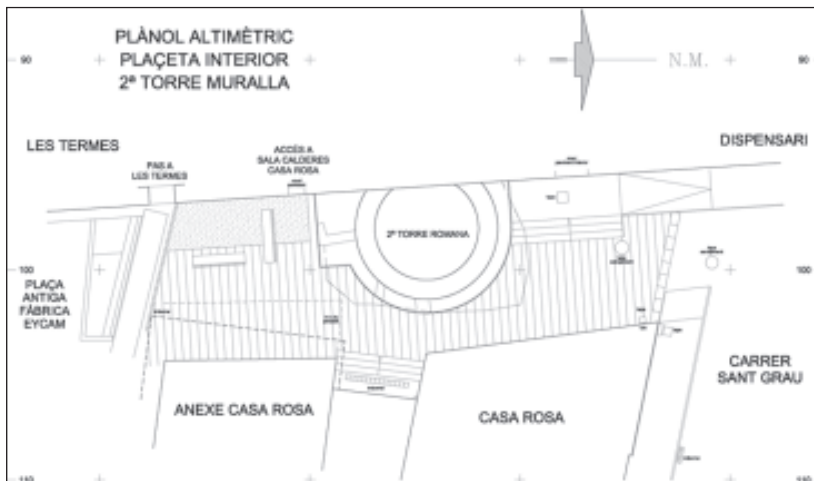 PLÀNOL ALTIMÈTRIC
PLAÇETA INTERIOR
2ª TORRE MURALLA
90
90
N.M.
LES TERMES
DISPENSARI
PAS A
LES TERMES
ACCÉS A
SALA CALDERES
CASA ROSA
2ª TORRE ROMANA
100
100
PLAÇA
ANTIGA
FÀBRICA
EYCAM
CARRER
SANT GRAU
ANEXE CASA ROSA
CASA ROSA
110
110